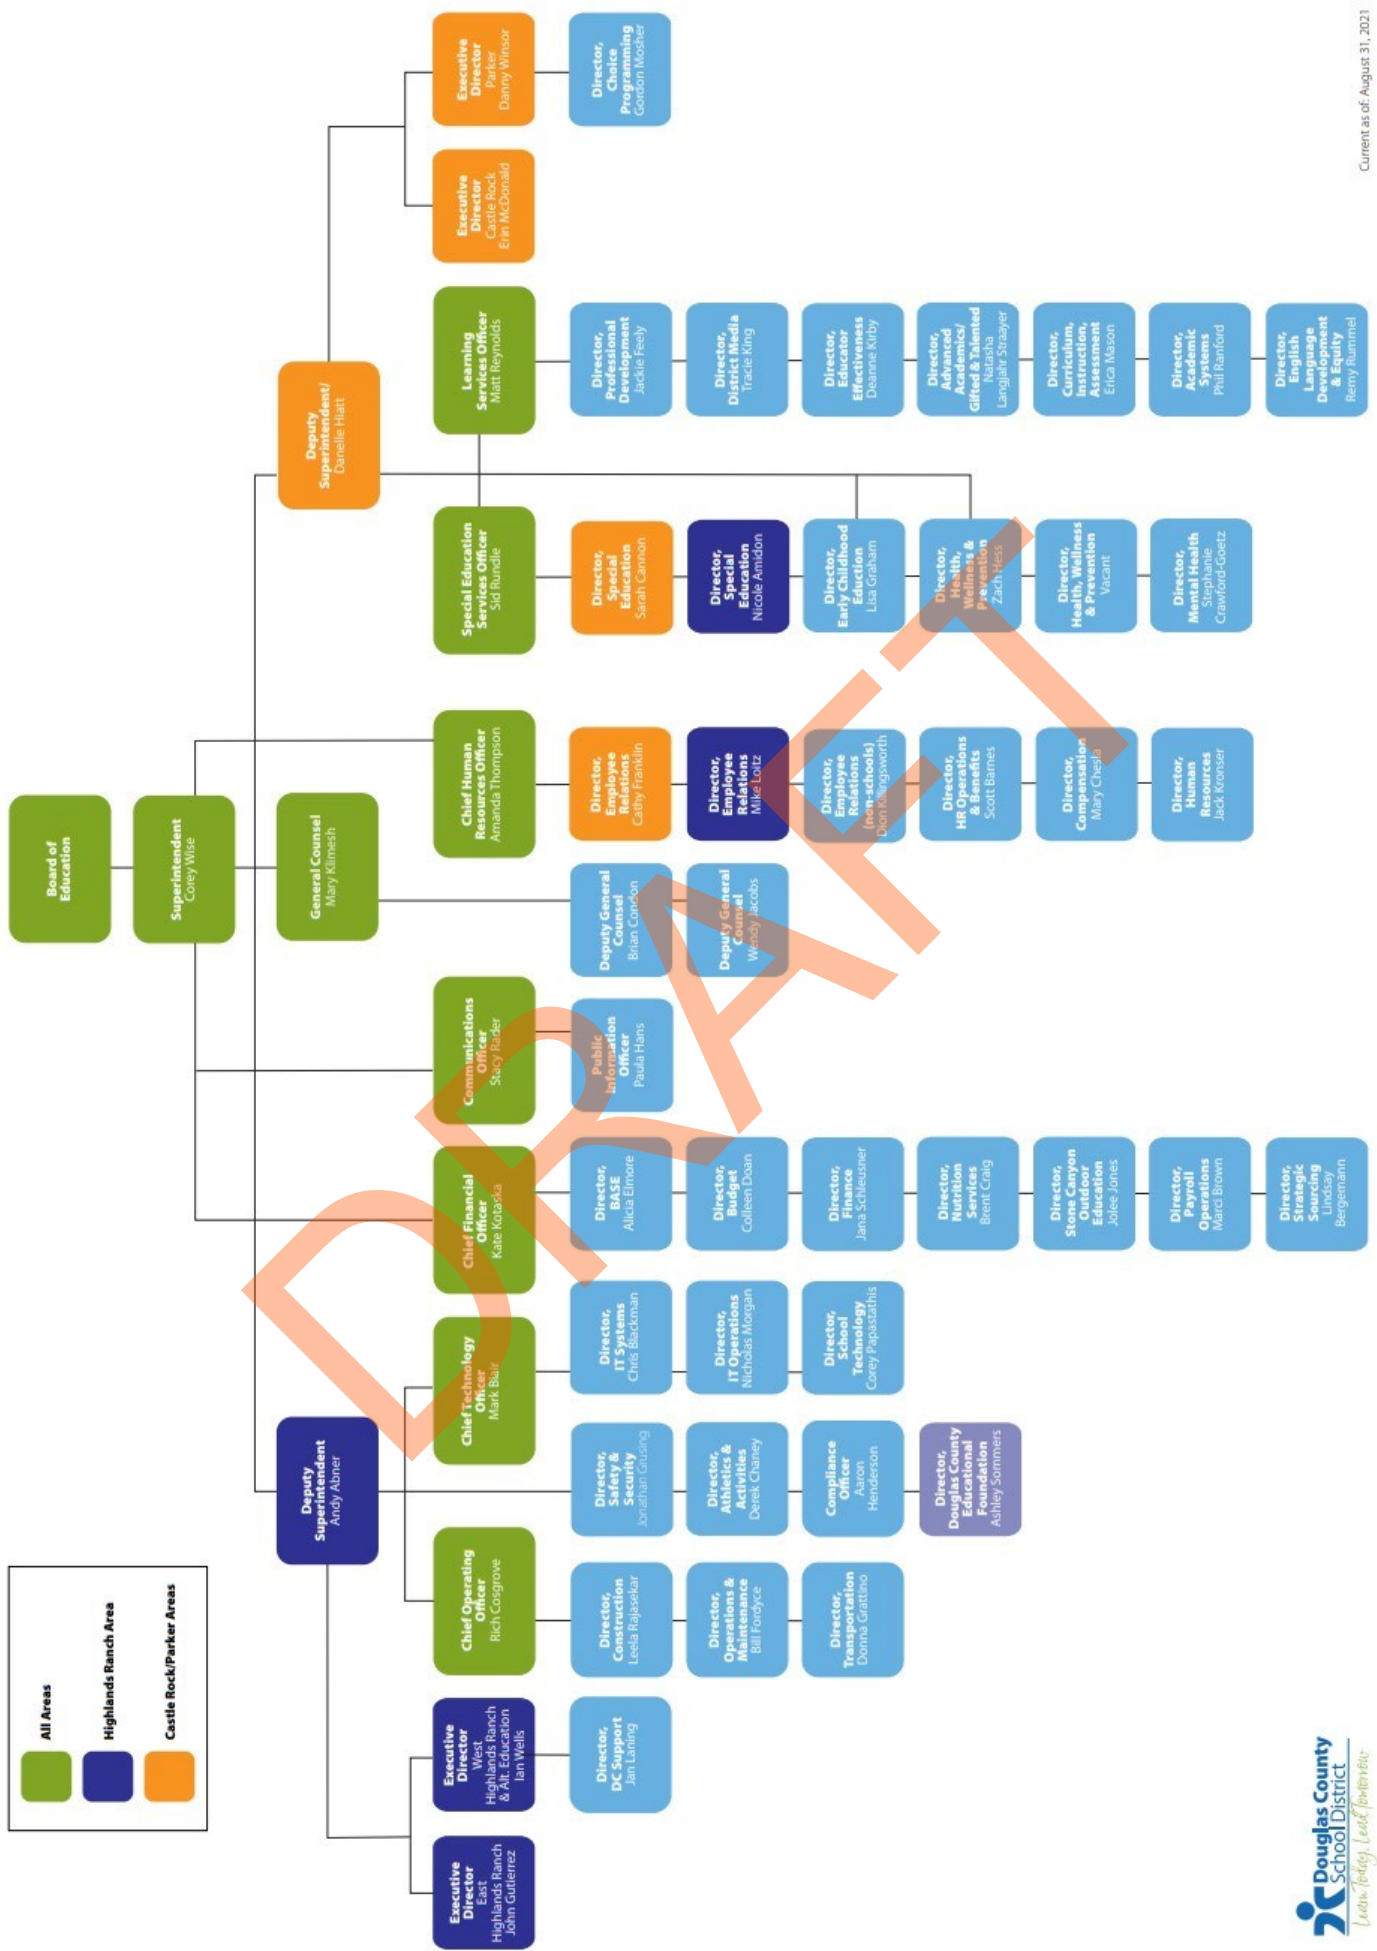 All Areas
Highlands Ranch Area
Castle Rock/Parker Areas
Board of
Education
Superintendent
Corey Wise
General Counsel
Mary Klimesh
Deputy
Superintendent
Andy Abner
Deputy
Superintendent/
Danelle Hiatt
Executive
Director
East
Highlands Ranch
John Gutierrez
Executive
Director
West
Highlands Ranch
& Alt. Education
Ian Wells
Chief Operating
Officer
Rich Cosgrove
Chief Technology
Officer
Mark Blair
Chief Financial
Officer
Kate Kotaska
Communications
Officer
Stacy Rader
Chief Human
Resources Officer
Amanda Thompson
Special Education
Services Officer
Sid Rundle
Learning
Services Officer
Matt Reynolds
Executive
Director
Castle Rock
Erin McDonald
Executive
Director
Parker
Danny Winsor
Director,
DC Support
Jan Laning
Director,
Construction
Leela Rajasekar
Director,
Operations &
Maintenance
Bill Fordyce
Director,
Transportation
Donna Grattino
Director,
Safety &
Security
Jonathan Grusing
Director,
Athletics &
Activities
Derek Chaney
Compliance
Officer
Aaron
Henderson
Director,
Douglas County
Educational
Foundation
Ashley Sommers
Director,
IT Systems
Chris Blackman
Director,
IT Operations
Nicholas Morgan
Director,
School
Technology
Corey Papastathis
Director,
BASE
Alicia Elmore
Director,
Budget
Colleen Doan
Director,
Finance
Jana Schleusner
Director,
Nutrition
Services
Brent Craig
Director,
Stone Canyon
Outdoor
Education
Jolee Jones
Director,
Payroll
Operations
Marci Brown
Director,
Strategic
Sourcing
Lindsay
Bergemann
Public
Information
Officer
Paula Hans
Deputy General
Counsel
Brian Condon
Deputy General
Counsel
Wendy Jacobs
Director,
Employee
Relations
Cathy Franklin
Director,
Employee
Relations
Mike Loitz
Director,
Employee
Relations
(non-schools)
Dion Killingsworth
Director,
HR Operations
& Benefits
Scott Barnes
Director,
Compensation
Mary Chesla
Director,
Human
Resources
Jack Kronser
Director,
Special
Education
Sarah Cannon
Director,
Special
Education
Nicole Amidon
Director,
Early Childhood
Eduction
Lisa Graham
Director,
Health,
Wellness &
Prevention
Zach Hess
Director,
Health, Wellness
& Prevention
Vacant
Director,
Mental Health
Stephanie
Crawford-Goetz
Director,
Professional
Development
Jackie Feely
Director,
District Media
Tracie King
Director,
Educator
Effectiveness
Deanne Kirby
Director,
Advanced
Academics/
Gifted & Talented
Natasha
Langjahr Straayer
Director,
Curriculum,
Instruction,
Assessment
Erica Mason
Director,
Academic
Systems
Phil Ranford
Director,
English
Language
Development
& Equity
Remy Rummel
Director,
Choice
Programming
Gordon Mosher
DRAFT
Douglas County
School District
Learn Today, Lead Tomorrow
Current as of: August 31, 2021